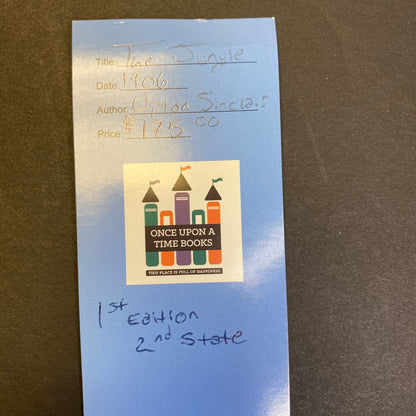 Title: The Jungle
Date: 1906
Author: Upton Sinclair
Price: $175.00
ONCE UPON A
TIME BOOKS
THIS PLACE IS FULL OF HAPPINESS
1st Edition
2nd State